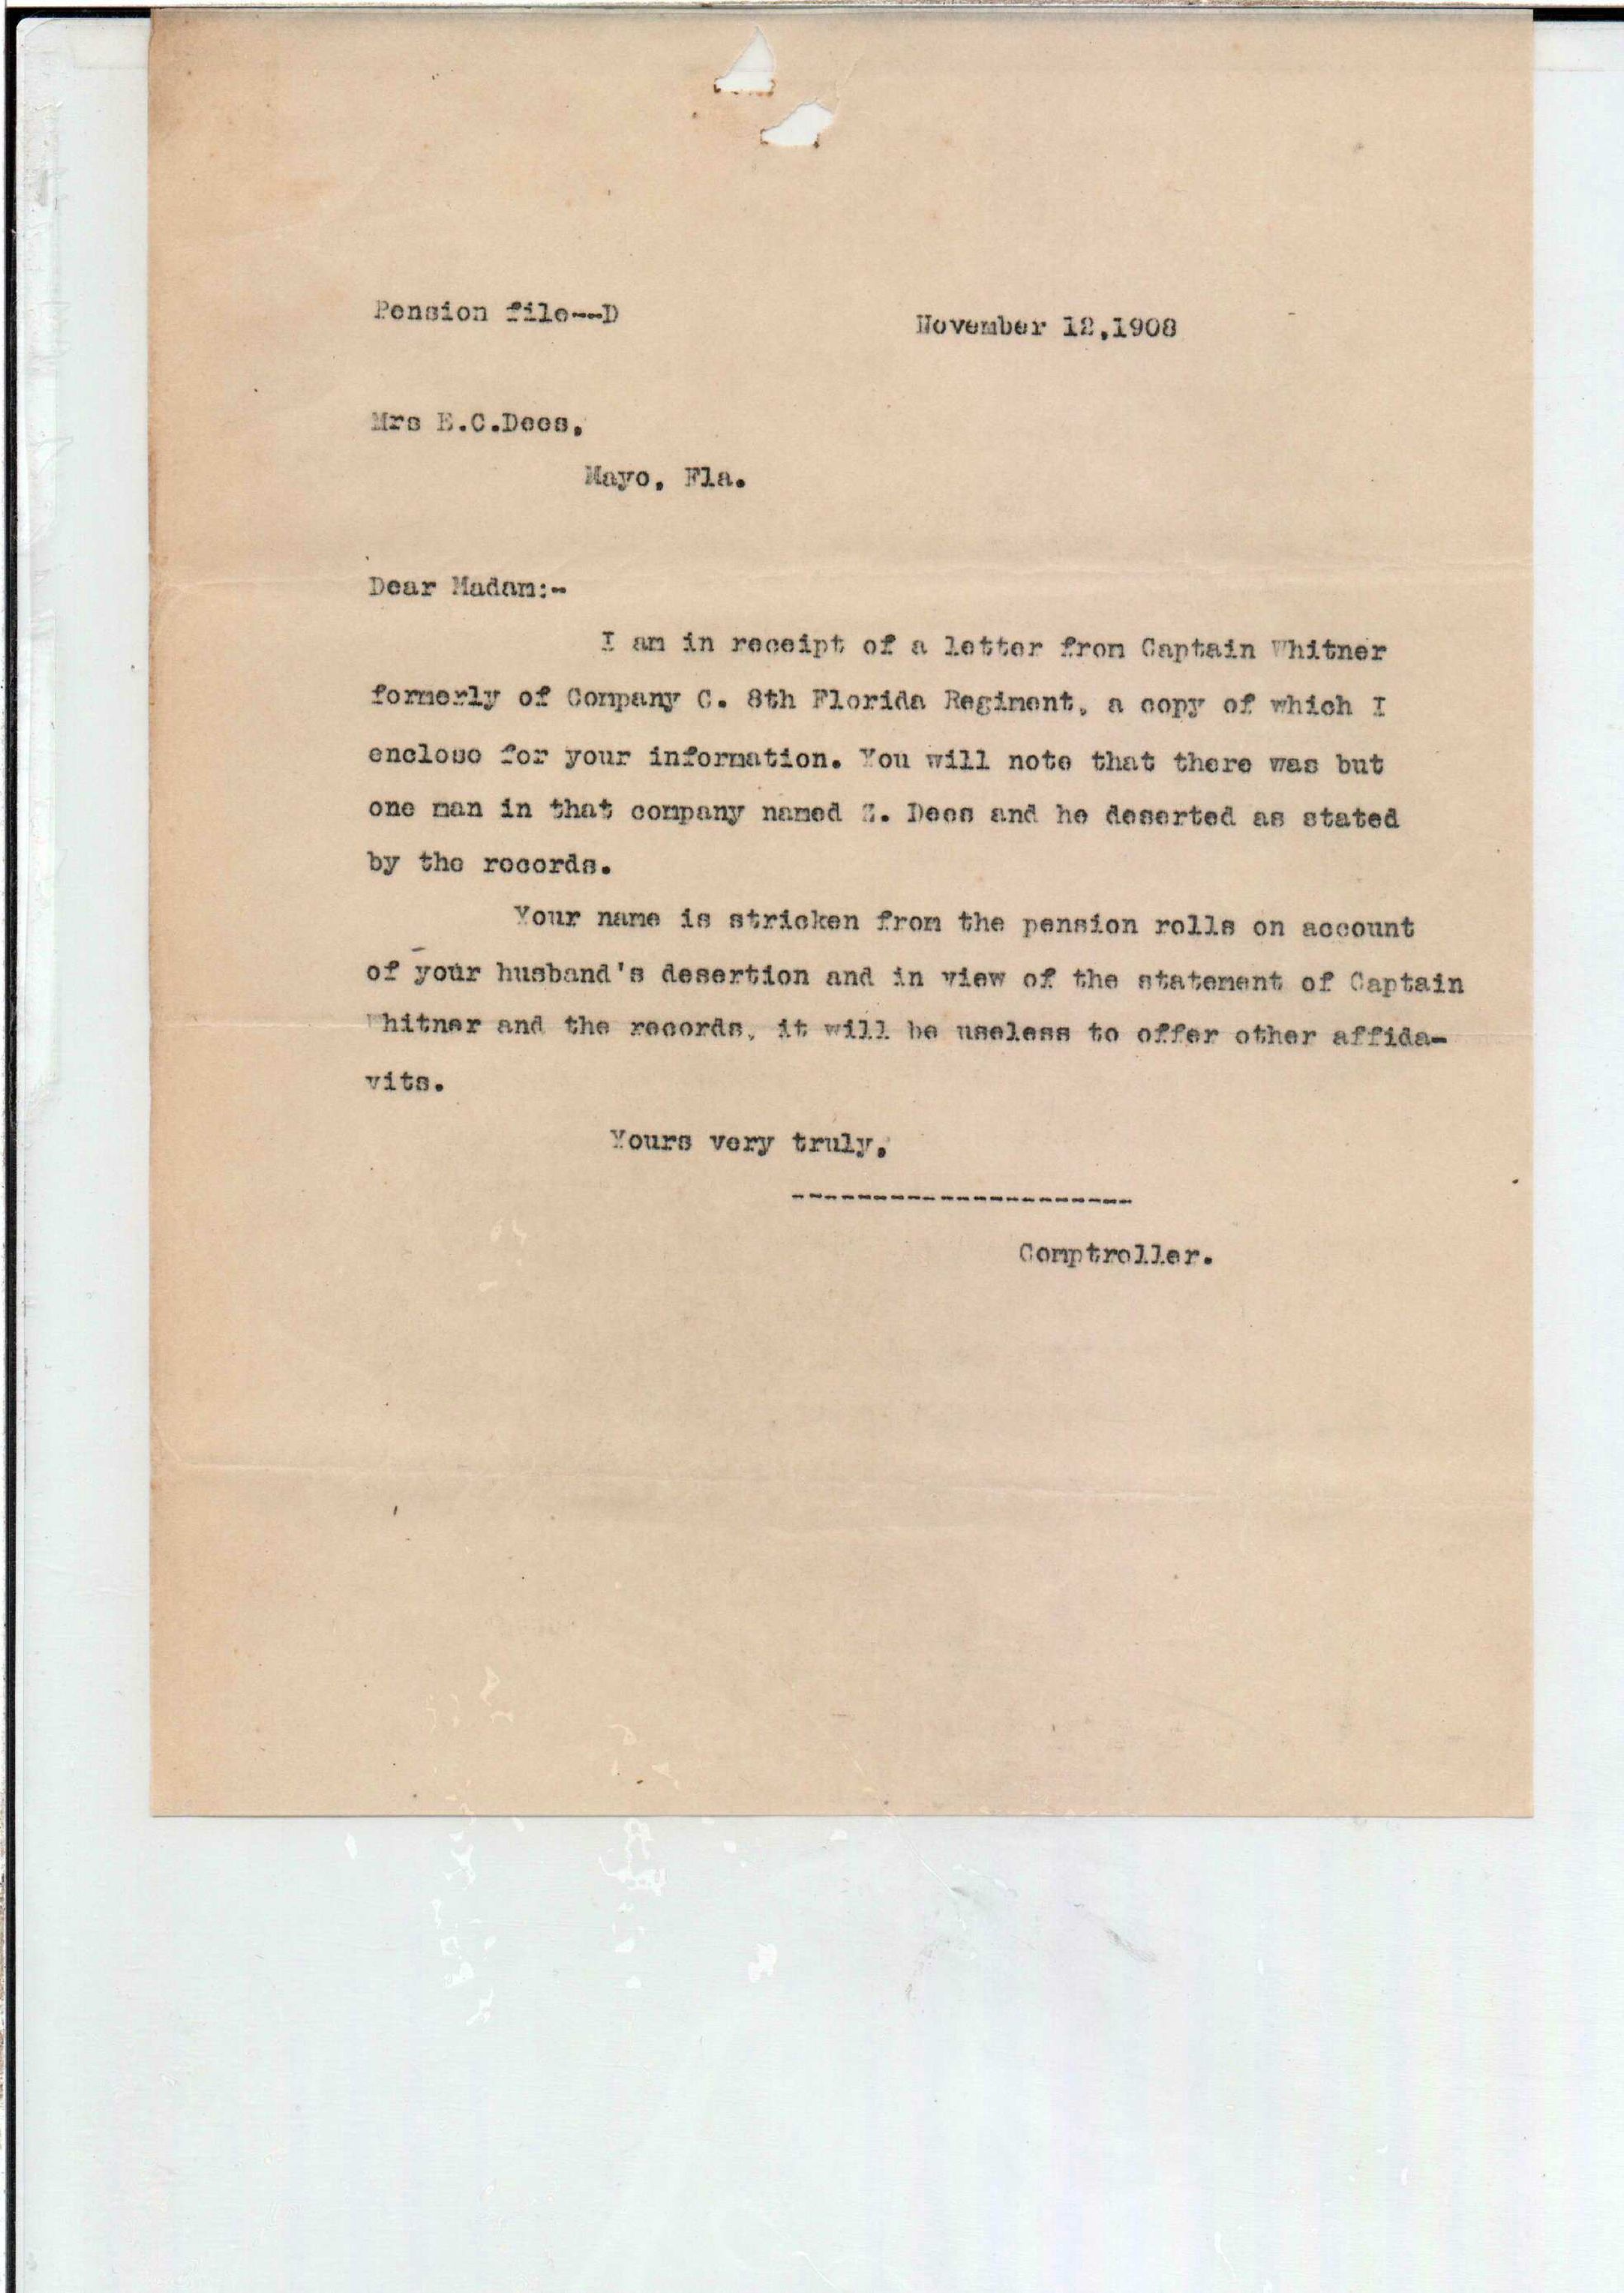 Pension file--D
November 12,1908
Mrs E.C.Dees,
Mayo, Fla.
Dear Madam:-
I am in receipt of a letter from Captain Whitner
formerly of Company C. 8th Florida Regiment, a copy of which I
enclose for your information. You will note that there was but
one man in that company named Z. Dees and he deserted as stated
by the records.
Your name is stricken from the pension rolls on account
of your husband's desertion and in view of the statement of Captain
Whitner and the records, it will be useless to offer other affida-
vits.
Yours very truly,
---------------------
Comptroller.